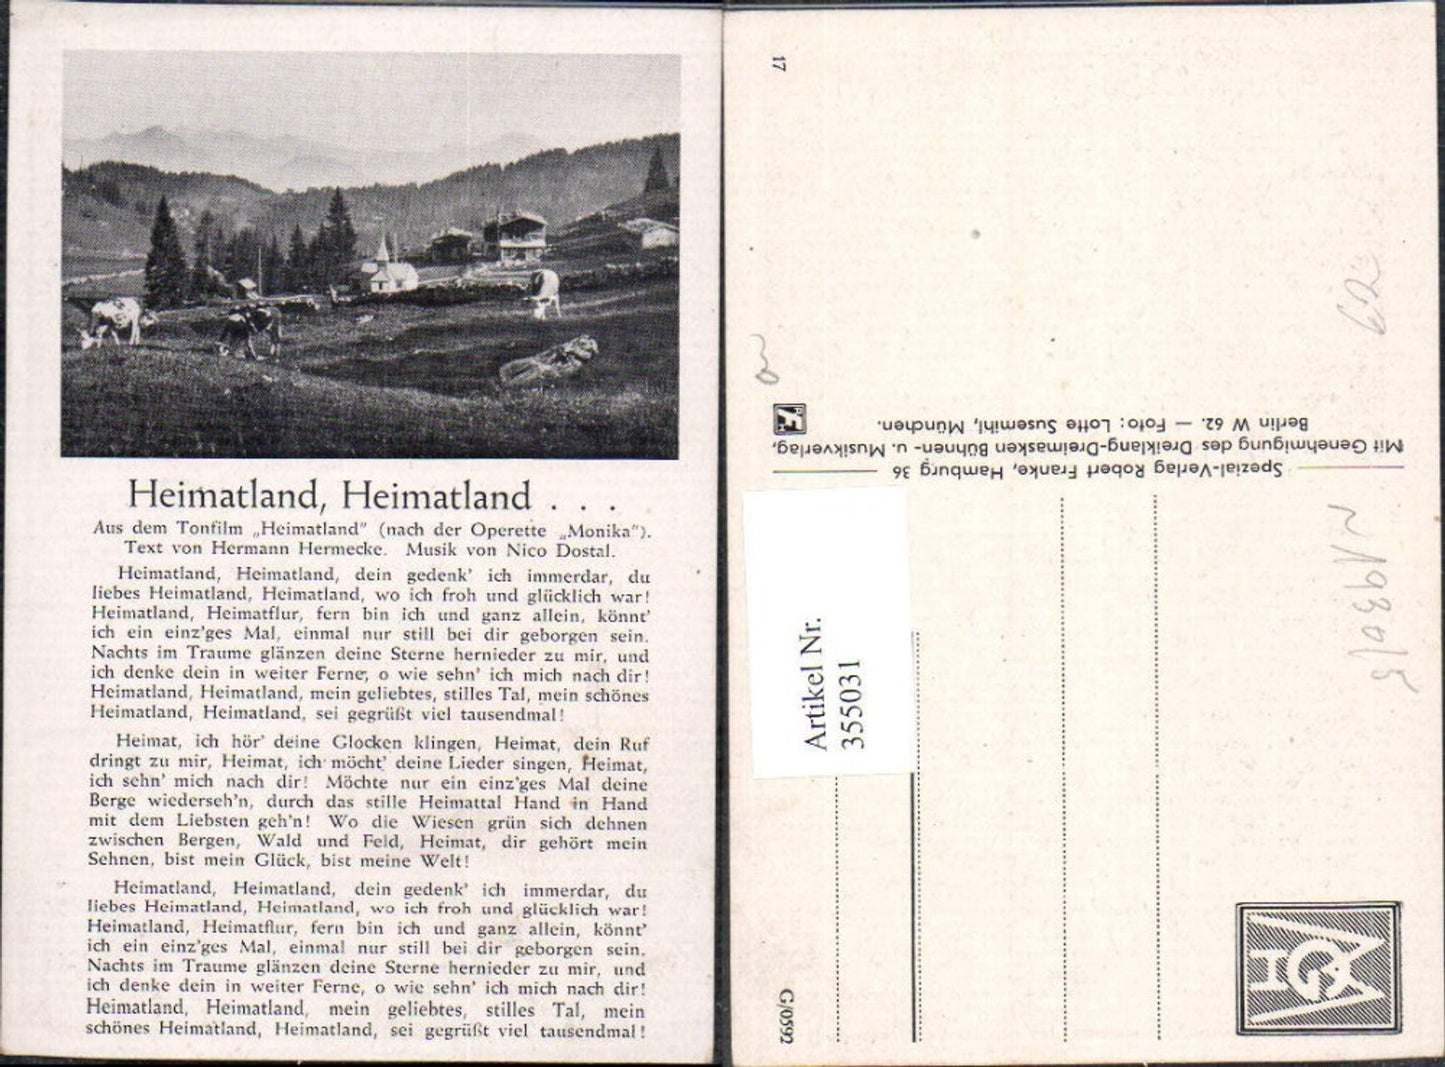 Heimatland, Heimatland . . .
Aus dem Tonfilm „Heimatland" (nach der Operette „Monika").
Text von Hermann Hermecke. Musik von Nico Dostal.
Heimatland, Heimatland, dein gedenk' ich immerdar, du
liebes Heimatland, Heimatland, wo ich froh und glücklich war!
Heimatland, Heimatflur, fern bin ich und ganz allein, könnt'
ich ein einz'ges Mal, einmal nur still bei dir geborgen sein.
Nachts im Traume glänzen deine Sterne hernieder zu mir, und
ich denke dein in weiter Ferne, o wie sehn' ich mich nach dir!
Heimatland, Heimatland, mein geliebtes, stilles Tal, mein schönes
Heimatland, Heimatland, sei gegrüßt viel tausendmal!
Heimat, ich hör' deine Glocken klingen, Heimat, dein Ruf
dringt zu mir, Heimat, ich möcht' deine Lieder singen, Heimat,
ich sehn' mich nach dir! Möchte nur ein einz'ges Mal deine
Berge wiederseh'n, durch das stille Heimattal Hand in Hand
mit dem Liebsten geh'n! Wo die Wiesen grün sich dehnen
zwischen Bergen, Wald und Feld, Heimat, dir gehört mein
Sehnen, bist mein Glück, bist meine Welt!
Heimatland, Heimatland, dein gedenk' ich immerdar, du
liebes Heimatland, Heimatland, wo ich froh und glücklich war!
Heimatland, Heimatflur, fern bin ich und ganz allein, könnt'
ich ein einz'ges Mal, einmal nur still bei dir geborgen sein.
Nachts im Traume glänzen deine Sterne hernieder zu mir, und
ich denke dein in weiter Ferne, o wie sehn' ich mich nach dir!
Heimatland, Heimatland, mein geliebtes, stilles Tal, mein
schönes Heimatland, Heimatland, sei gegrüßt viel tausendmal!
17
Spezial-Verlag Robert Franke, Hamburg 36
Mit Genehmigung des Dreiklang-Dreimasken Bühnen- u. Musikverlag,
Berlin W 62. — Foto: Lotte Susemihl, München.
Artikel Nr.
355031
G/0592